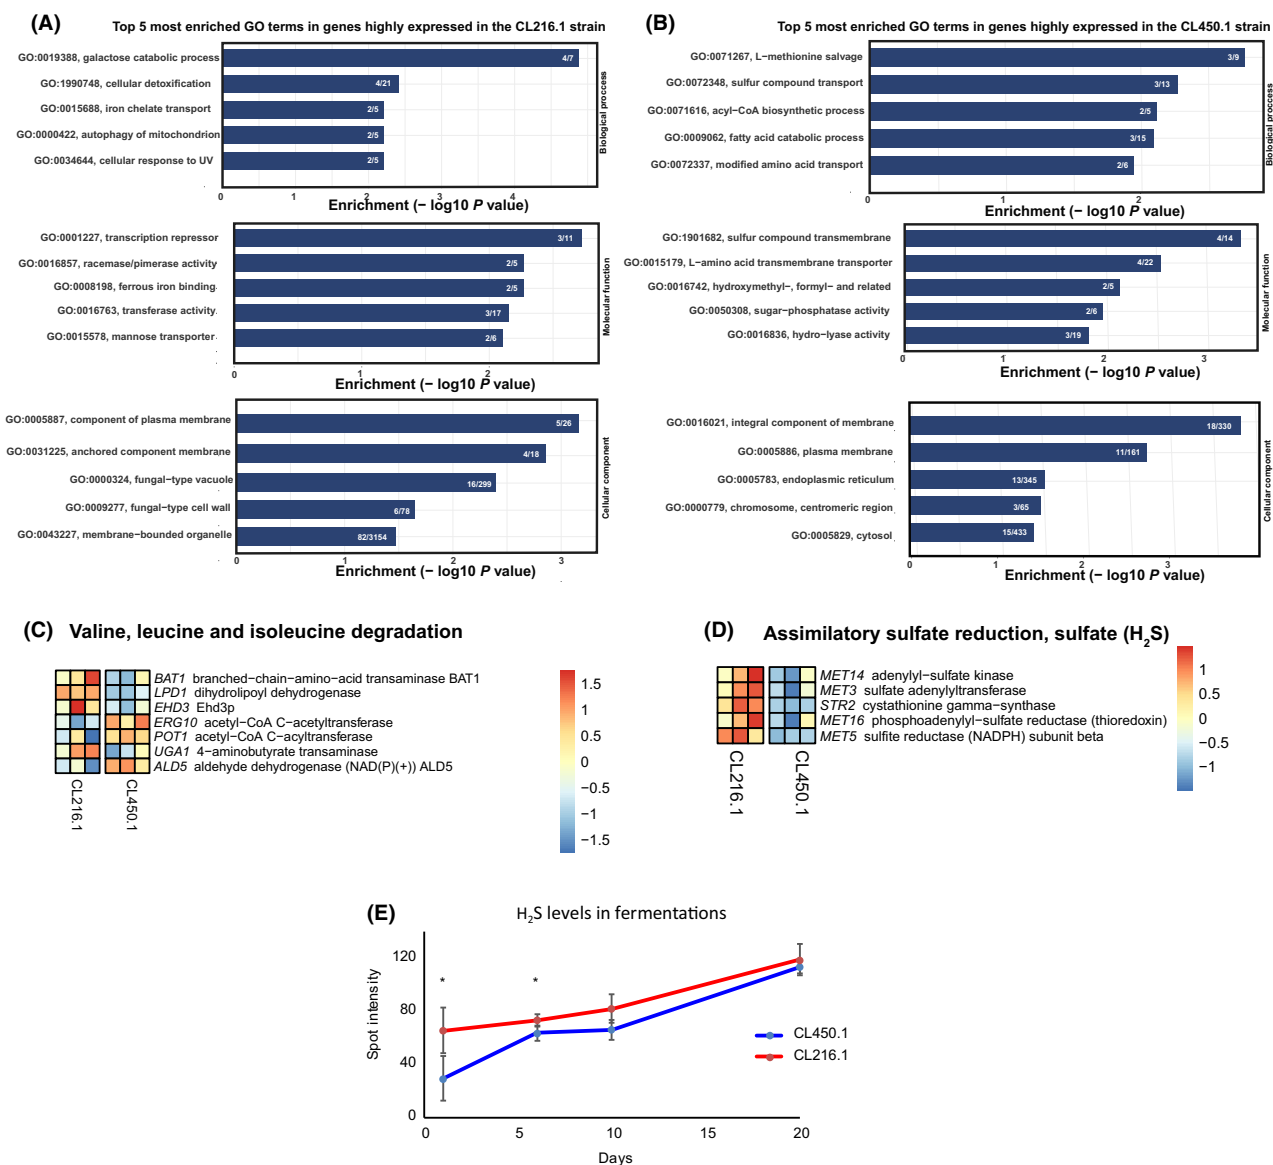 (A)
Top 5 most enriched GO terms in genes highly expressed in the CL216.1 strain
GO:0019388, galactose catabolic process
4/7
GO:1990748, cellular detoxification
4/21
GO:0015688, iron chelate transport
2/5
GO:0000422, autophagy of mitochondrion
2/5
GO:0034644, cellular response to UV
2/5
Biological proccess
0 1 2 3 4
Enrichment (− log10 P value)
GO:0001227, transcription repressor
3/11
GO:0016857, racemase/pimerase activity
2/5
GO:0008198, ferrous iron binding
2/5
GO:0016763, transferase activity
3/17
GO:0015578, mannose transporter
2/6
Molecular function
0 1 2
Enrichment (− log10 P value)
GO:0005887, component of plasma membrane
5/26
GO:0031225, anchored component membrane
4/18
GO:0000324, fungal−type vacuole
16/299
GO:0009277, fungal−type cell wall
6/78
GO:0043227, membrane−bounded organelle
82/3154
Cellular component
0 1 2 3
Enrichment (− log10 P value)
(B)
Top 5 most enriched GO terms in genes highly expressed in the CL450.1 strain
GO:0071267, L−methionine salvage
3/9
GO:0072348, sulfur compound transport
3/13
GO:0071616, acyl−CoA biosynthetic process
2/5
GO:0009062, fatty acid catabolic process
3/15
GO:0072337, modified amino acid transport
2/6
Biological proccess
0 1 2
Enrichment (− log10 P value)
GO:1901682, sulfur compound transmembrane
4/14
GO:0015179, L−amino acid transmembrane transporter
4/22
GO:0016742, hydroxymethyl−, formyl− and related
2/5
GO:0050308, sugar−phosphatase activity
2/6
GO:0016836, hydro−lyase activity
3/19
Molecular function
0 1 2 3
Enrichment (− log10 P value)
GO:0016021, integral component of membrane
18/330
GO:0005886, plasma membrane
11/161
GO:0005783, endoplasmic reticulum
13/345
GO:0000779, chromosome, centromeric region
3/65
GO:0005829, cytosol
15/433
Cellular component
0 1 2 3
Enrichment (− log10 P value)
(C) Valine, leucine and isoleucine degradation
BAT1 branched−chain−amino−acid transaminase BAT1
LPD1 dihydrolipoyl dehydrogenase
EHD3 Ehd3p
ERG10 acetyl−CoA C−acetyltransferase
POT1 acetyl−CoA C−acyltransferase
UGA1 4−aminobutyrate transaminase
ALD5 aldehyde dehydrogenase (NAD(P)(+)) ALD5
CL216.1
CL450.1
1.5
1
0.5
0
−0.5
−1
−1.5
(D) Assimilatory sulfate reduction, sulfate (H2S)
MET14 adenylyl−sulfate kinase
MET3 sulfate adenylyltransferase
STR2 cystathionine gamma−synthase
MET16 phosphoadenylyl−sulfate reductase (thioredoxin)
MET5 sulfite reductase (NADPH) subunit beta
CL216.1
CL450.1
1
0.5
0
−0.5
−1
(E)
H2S levels in fermentations
Spot intensity
120
80
40
0
* *
CL450.1
CL216.1
0 5 10 15 20
Days